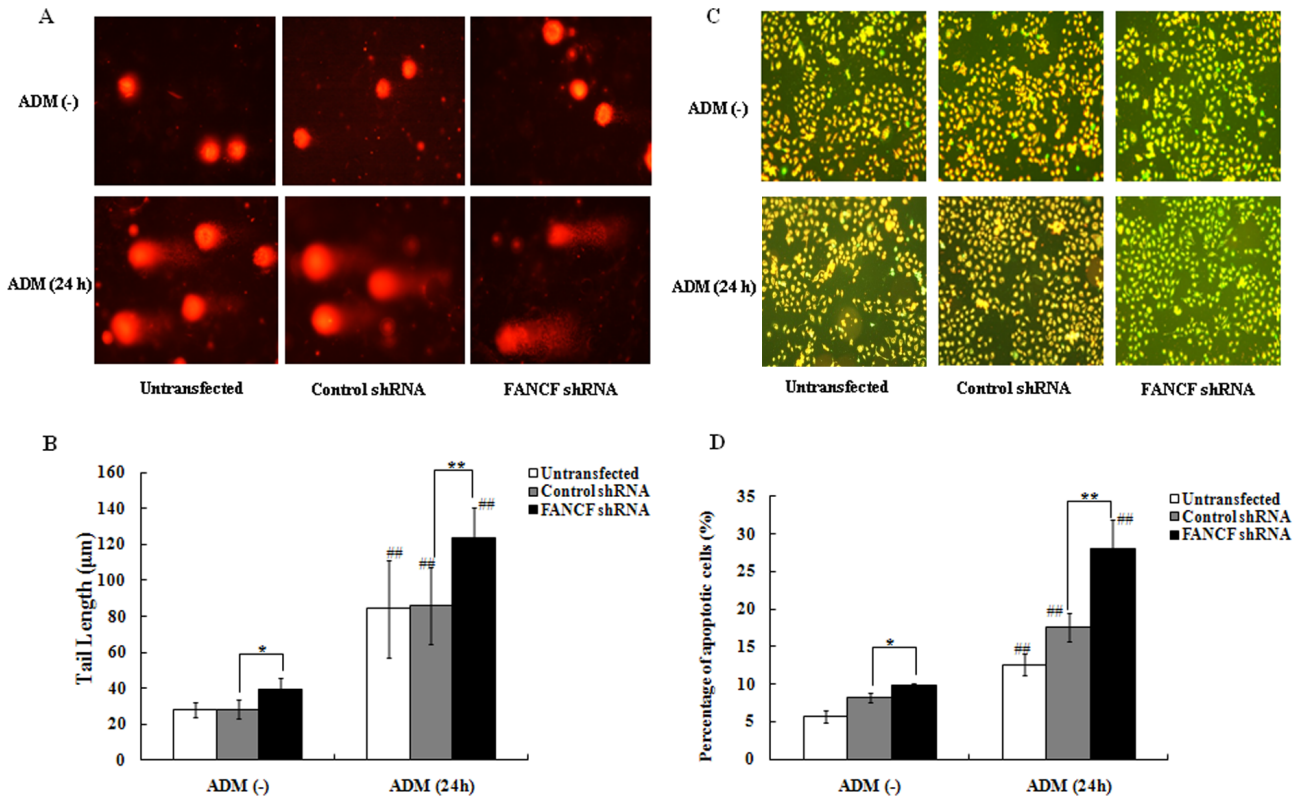 A
ADM (-)
ADM (24 h)
Untransfected Control shRNA FANCF shRNA
C
ADM (-)
ADM (24 h)
Untransfected Control shRNA FANCF shRNA
B
Tail Length (μm)
160
140
120
100
80
60
40
20
0
* ## ## ** ##
ADM (-) ADM (24h)
Untransfected
Control shRNA
FANCF shRNA
D
Percentage of apoptotic cells (%)
35
30
25
20
15
10
5
0
* ## ## ** ##
ADM (-) ADM (24h)
Untransfected
Control shRNA
FANCF shRNA